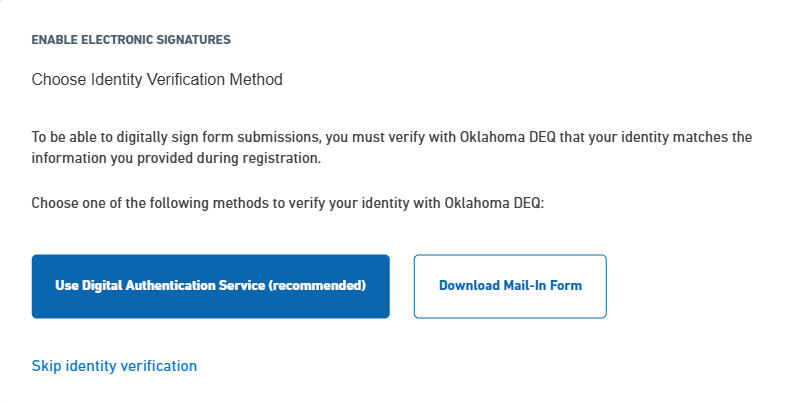 ENABLE ELECTRONIC SIGNATURES
Choose Identity Verification Method
To be able to digitally sign form submissions, you must verify with Oklahoma DEQ that your identity matches the
information you provided during registration.
Choose one of the following methods to verify your identity with Oklahoma DEQ:
Use Digital Authentication Service (recommended)
Download Mail-In Form
Skip identity verification